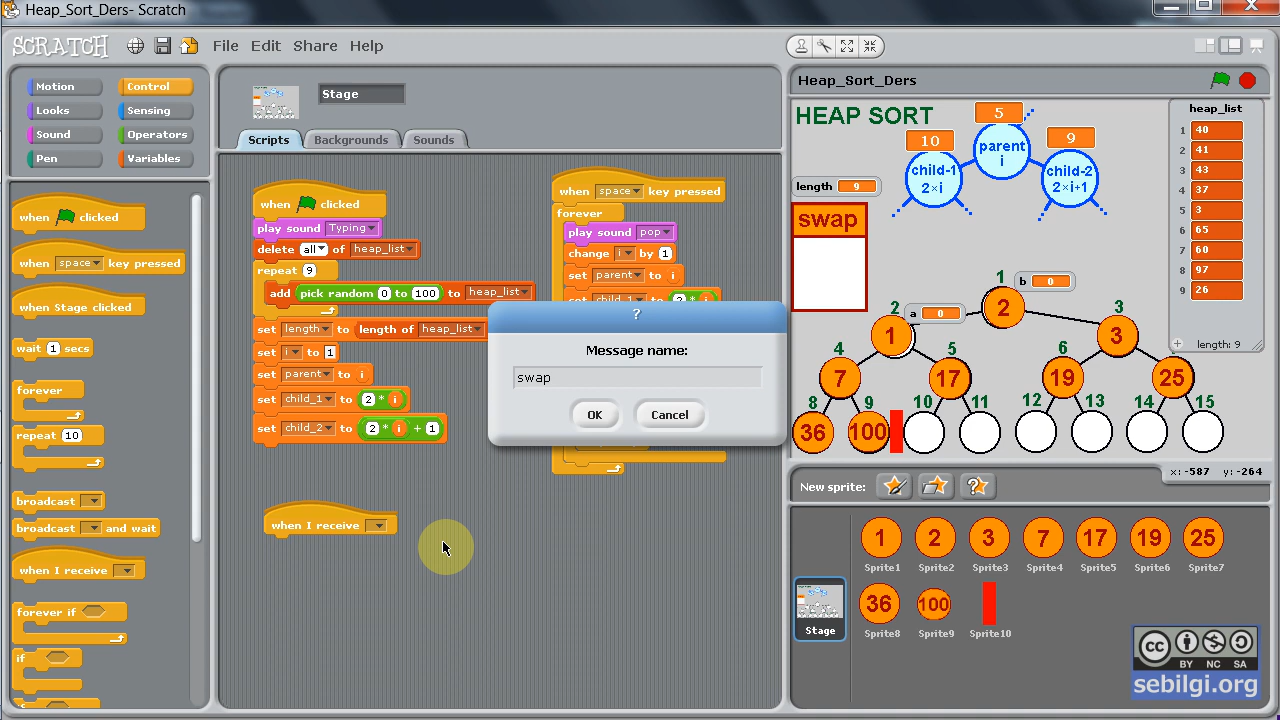 Heap_Sort_Ders- Scratch
SCRATCH File Edit Share Help
Motion Control
Looks Sensing
Sound Operators
Pen Variables
when clicked
when space key pressed
when Stage clicked
wait 1 secs
forever
repeat 10
broadcast
broadcast and wait
when I receive
forever if
if
Stage
Scripts Backgrounds Sounds
when clicked
play sound Typing
delete all of heap_list
repeat 9
add pick random 0 to 100 to heap_list
set length to length of heap_list
set i to 1
set parent to i
set child_1 to 2 * i
set child_2 to 2 * i + 1
when I receive
when space key pressed
forever
play sound pop
change i by 1
set parent to i
set child_1 to 2 * i
?
Message name:
swap
OK Cancel
Heap_Sort_Ders
HEAP SORT
5
10
9
parent
i
child-1
2×i
child-2
2×i+1
length 9
swap
heap_list
1 40
2 41
3 43
4 37
5 3
6 65
7 60
8 97
9 26
+ length: 9
1
b 0
2
2
a 0
3
1
3
4 5 6 7
7 17 19 25
8 9 10 11 12 13 14 15
36 100
x: -587 y: -264
New sprite:
1 2 3 7 17 19 25
Sprite1 Sprite2 Sprite3 Sprite4 Sprite5 Sprite6 Sprite7
36 100
Stage
Sprite8 Sprite9 Sprite10
cc BY NC SA
sebilgi.org